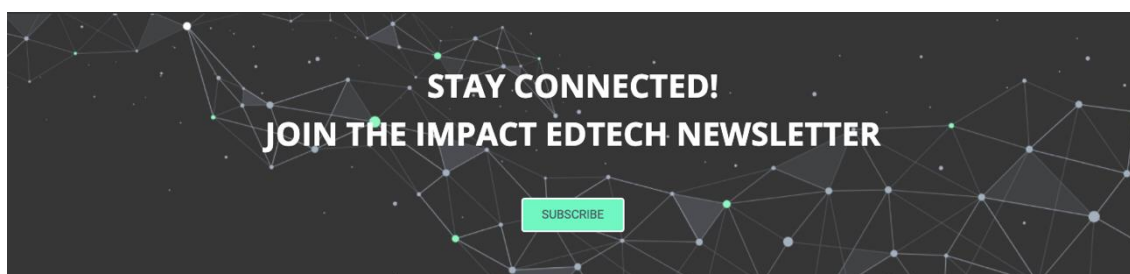 STAY CONNECTED!
JOIN THE IMPACT EDTECH NEWSLETTER
SUBSCRIBE